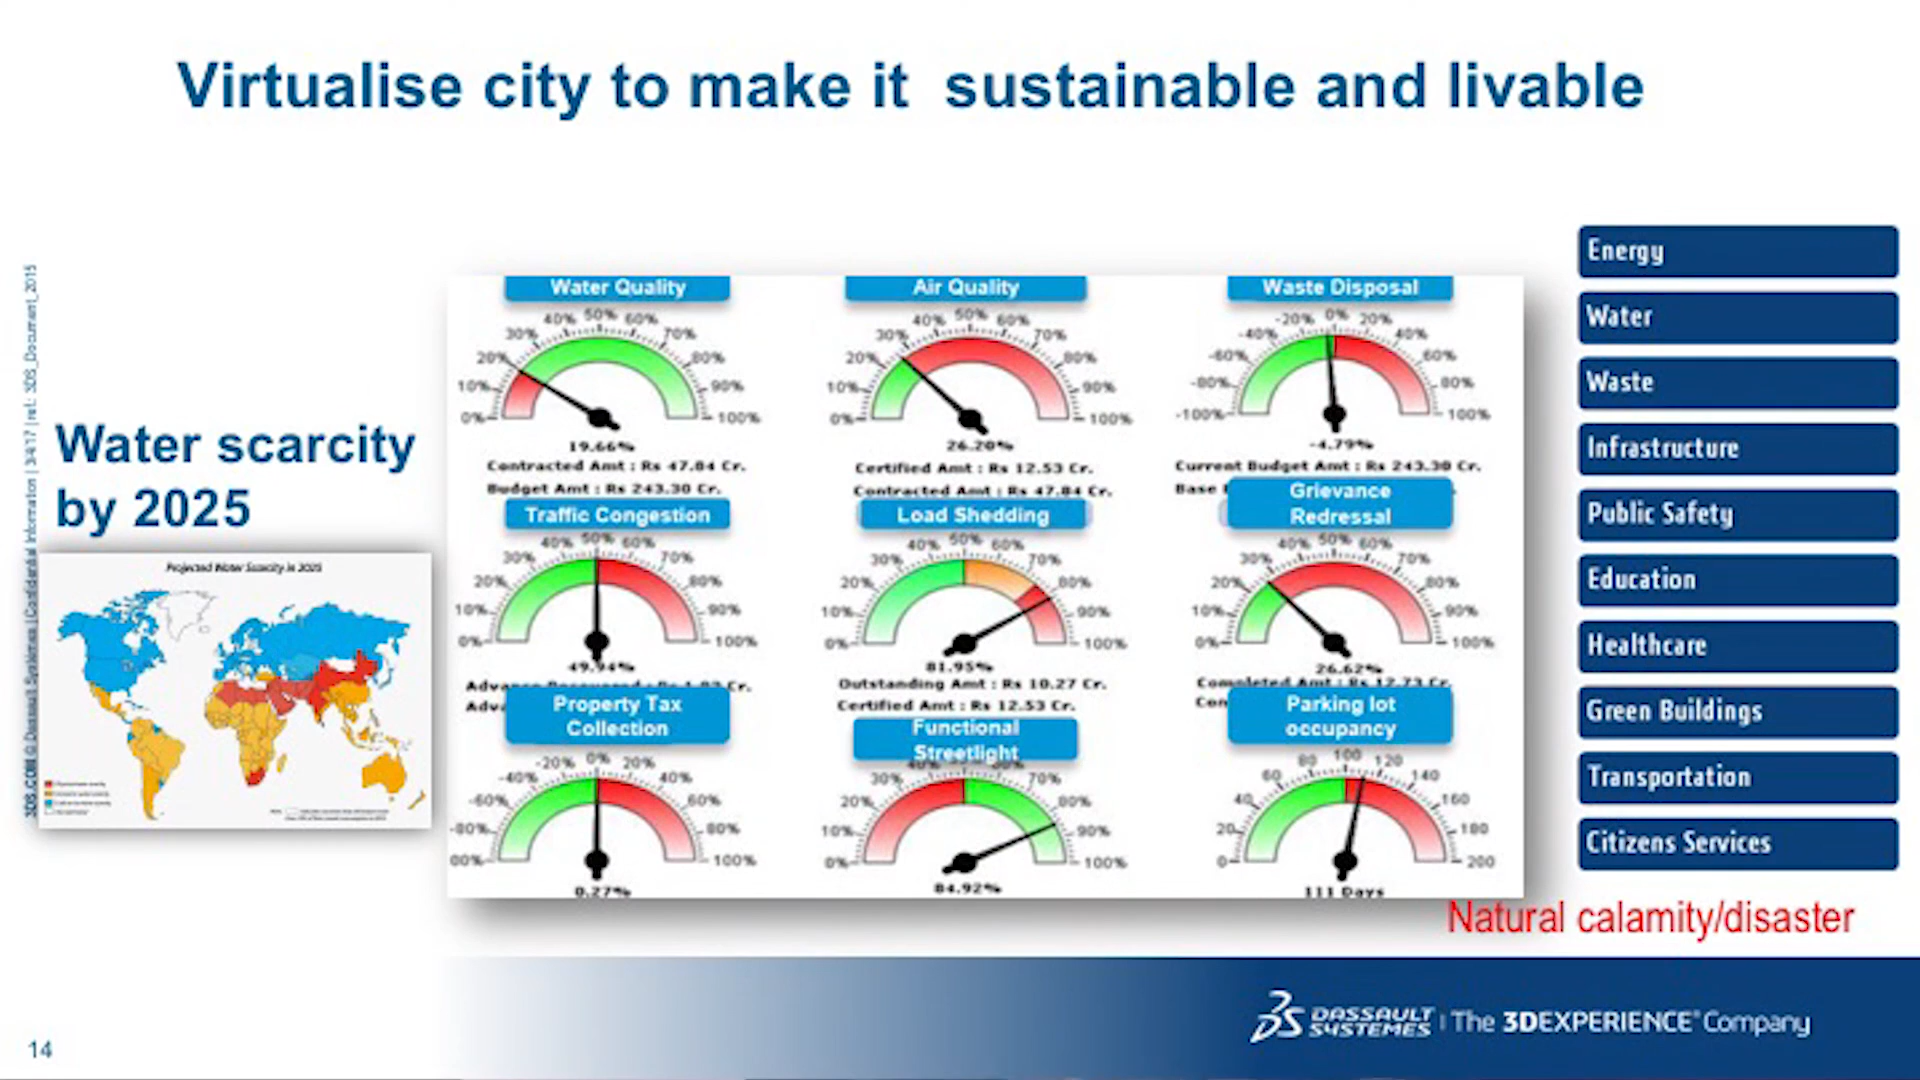 Virtualise city to make it sustainable and livable
3DS.COM © Dassault Systèmes | Confidential Information | 3/4/17 | ref.: 3DS_Document_2015
Water scarcity
by 2025
Projected Water Scarcity in 2025
Water Quality
0% 10% 20% 30% 40% 50% 60% 70% 80% 90% 100%
19.66%
Contracted Amt : Rs 47.84 Cr.
Budget Amt : Rs 243.30 Cr.
Air Quality
0% 10% 20% 30% 40% 50% 60% 70% 80% 90% 100%
26.20%
Certified Amt : Rs 12.53 Cr.
Contracted Amt : Rs 47.84 Cr.
Waste Disposal
-100% -80% -60% -40% -20% 0% 20% 40% 60% 80% 100%
-4.79%
Current Budget Amt : Rs 243.30 Cr.
Base
Traffic Congestion
0% 10% 20% 30% 40% 50% 60% 70% 80% 90% 100%
49.94%
Load Shedding
0% 10% 20% 30% 40% 50% 60% 70% 80% 90% 100%
81.95%
Outstanding Amt : Rs 10.27 Cr.
Certified Amt : Rs 12.53 Cr.
Grievance
Redressal
0% 10% 20% 30% 40% 50% 60% 70% 80% 90% 100%
26.62%
Completed Amt : Rs 12.73 Cr.
Con
Property Tax
Collection
00% -80% -60% -40% -20% 0% 20% 40% 60% 80% 100%
0.27%
Functional
Streetlight
0% 10% 20% 30% 70% 80% 90% 100%
84.92%
Parking lot
occupancy
0 20 40 60 80 100 120 140 160 180 200
111 Days
Energy
Water
Waste
Infrastructure
Public Safety
Education
Healthcare
Green Buildings
Transportation
Citizens Services
Natural calamity/disaster
DASSAULT
SYSTEMES | The 3DEXPERIENCE® Company
14